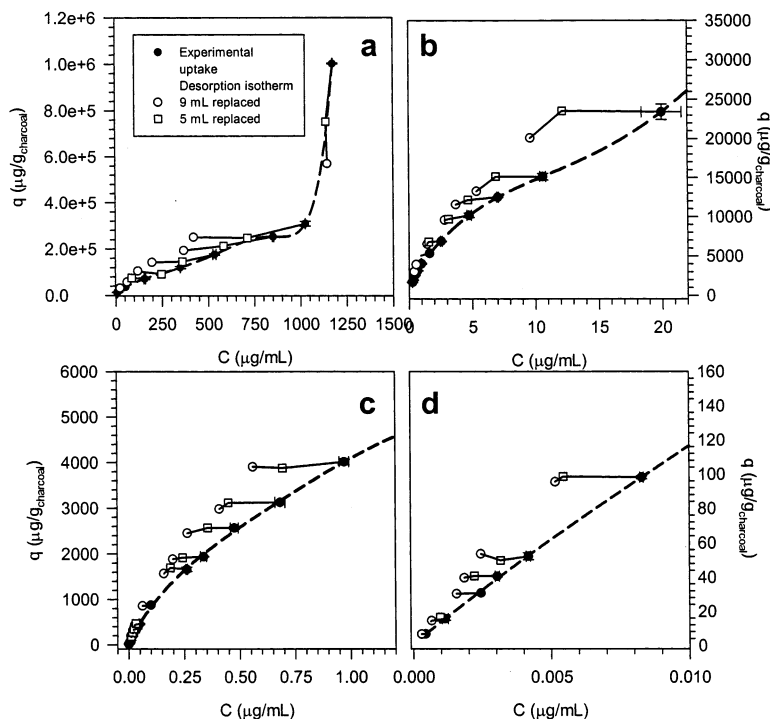 1.2e+6
1.0e+6
8.0e+5
6.0e+5
4.0e+5
2.0e+5
0.0
q (μg/g_charcoal)
Experimental
uptake
Desorption isotherm
9 mL replaced
5 mL replaced
a
0 250 500 750 1000 1250 1500
C (μg/mL)
b
35000
30000
25000
20000
15000
10000
5000
0
q (μg/g_charcoal)
0 5 10 15 20
C (μg/mL)
6000
5000
4000
3000
2000
1000
0
q (μg/g_charcoal)
c
0.00 0.25 0.50 0.75 1.00
C (μg/mL)
d
160
140
120
100
80
60
40
20
0
q (μg/g_charcoal)
0.000 0.005 0.010
C (μg/mL)